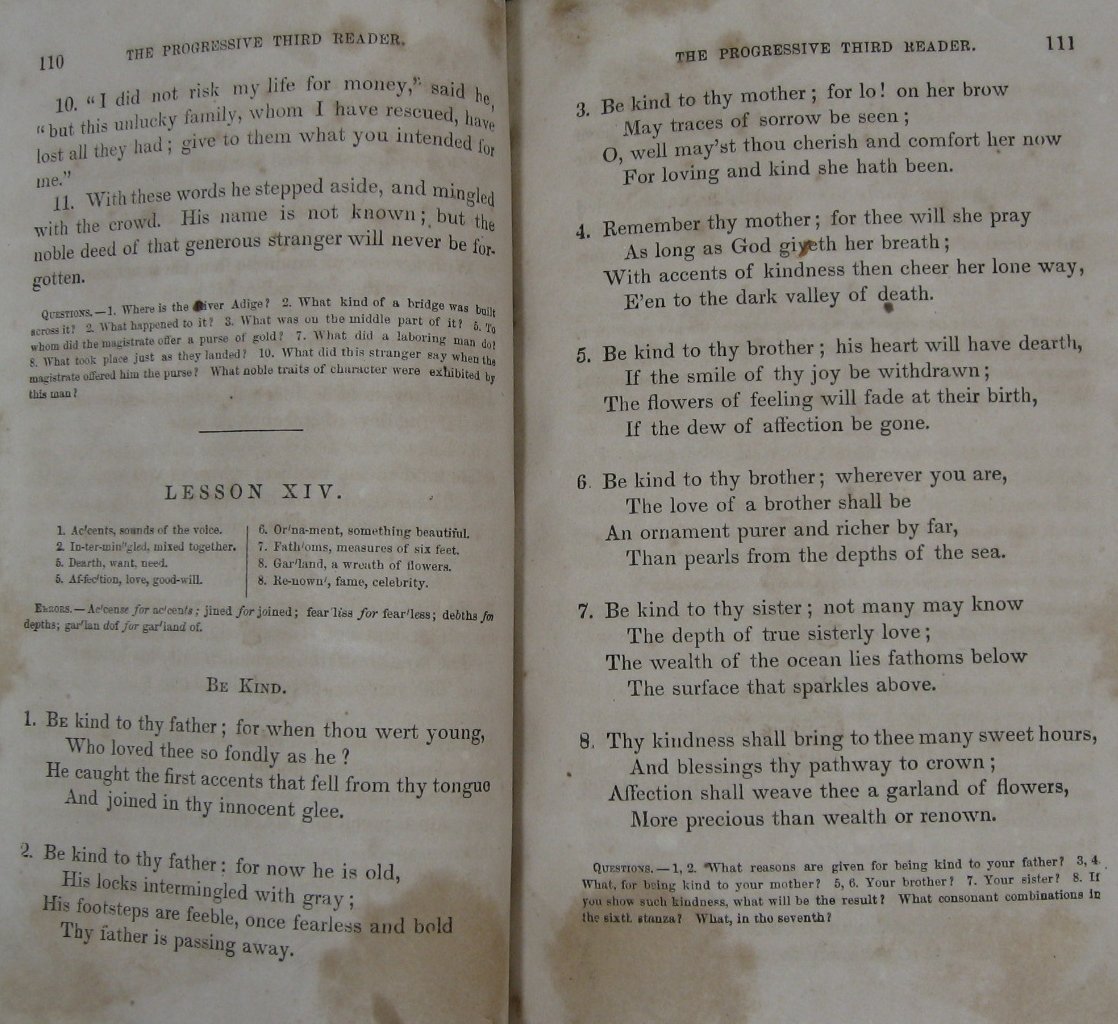 110 THE PROGRESSIVE THIRD READER.
10. “I did not risk my life for money,” said he,
“but this unlucky family, whom I have rescued, have
lost all they had; give to them what you intended for
me.”
11. With these words he stepped aside, and mingled
with the crowd. His name is not known; but the
noble deed of that generous stranger will never be for-
gotten.
QUESTIONS.—1. Where is the River Adige? 2. What kind of a bridge was built
across it? 2. What happened to it? 3. What was on the middle part of it? 5. To
whom did the magistrate offer a purse of gold? 7. What did a laboring man do?
8. What took place just as they landed? 10. What did this stranger say when the
magistrate offered him the purse? What noble traits of character were exhibited by
this man?
LESSON XIV.
1. Ac'cents, sounds of the voice.
2. In-ter-min''gled, mixed together.
5. Dearth, want, need.
5. Af-fec'tion, love, good-will.
6. Or'na-ment, something beautiful.
7. Fath'oms, measures of six feet.
8. Gar'land, a wreath of flowers.
8. Re-nown', fame, celebrity.
ERRORS.—Ac'cense for ac'cents; jined for joined; fear'liss for fear'less; debths for
depths; gar'lan dof for gar'land of.
BE KIND.
1. BE kind to thy father; for when thou wert young,
Who loved thee so fondly as he?
He caught the first accents that fell from thy tongue
And joined in thy innocent glee.
2. Be kind to thy father: for now he is old,
His locks intermingled with gray;
His footsteps are feeble, once fearless and bold
Thy father is passing away.
THE PROGRESSIVE THIRD READER. 111
3. Be kind to thy mother; for lo! on her brow
May traces of sorrow be seen;
O, well may'st thou cherish and comfort her now
For loving and kind she hath been.
4. Remember thy mother; for thee will she pray
As long as God giveth her breath;
With accents of kindness then cheer her lone way,
E'en to the dark valley of death.
5. Be kind to thy brother; his heart will have dearth,
If the smile of thy joy be withdrawn;
The flowers of feeling will fade at their birth,
If the dew of affection be gone.
6. Be kind to thy brother; wherever you are,
The love of a brother shall be
An ornament purer and richer by far,
Than pearls from the depths of the sea.
7. Be kind to thy sister; not many may know
The depth of true sisterly love;
The wealth of the ocean lies fathoms below
The surface that sparkles above.
8. Thy kindness shall bring to thee many sweet hours,
And blessings thy pathway to crown;
Affection shall weave thee a garland of flowers,
More precious than wealth or renown.
QUESTIONS.—1, 2. What reasons are given for being kind to your father? 3, 4.
What, for being kind to your mother? 5, 6. Your brother? 7. Your sister? 8. If
you show such kindness, what will be the result? What consonant combinations in
the sixth stanza? What, in the seventh?